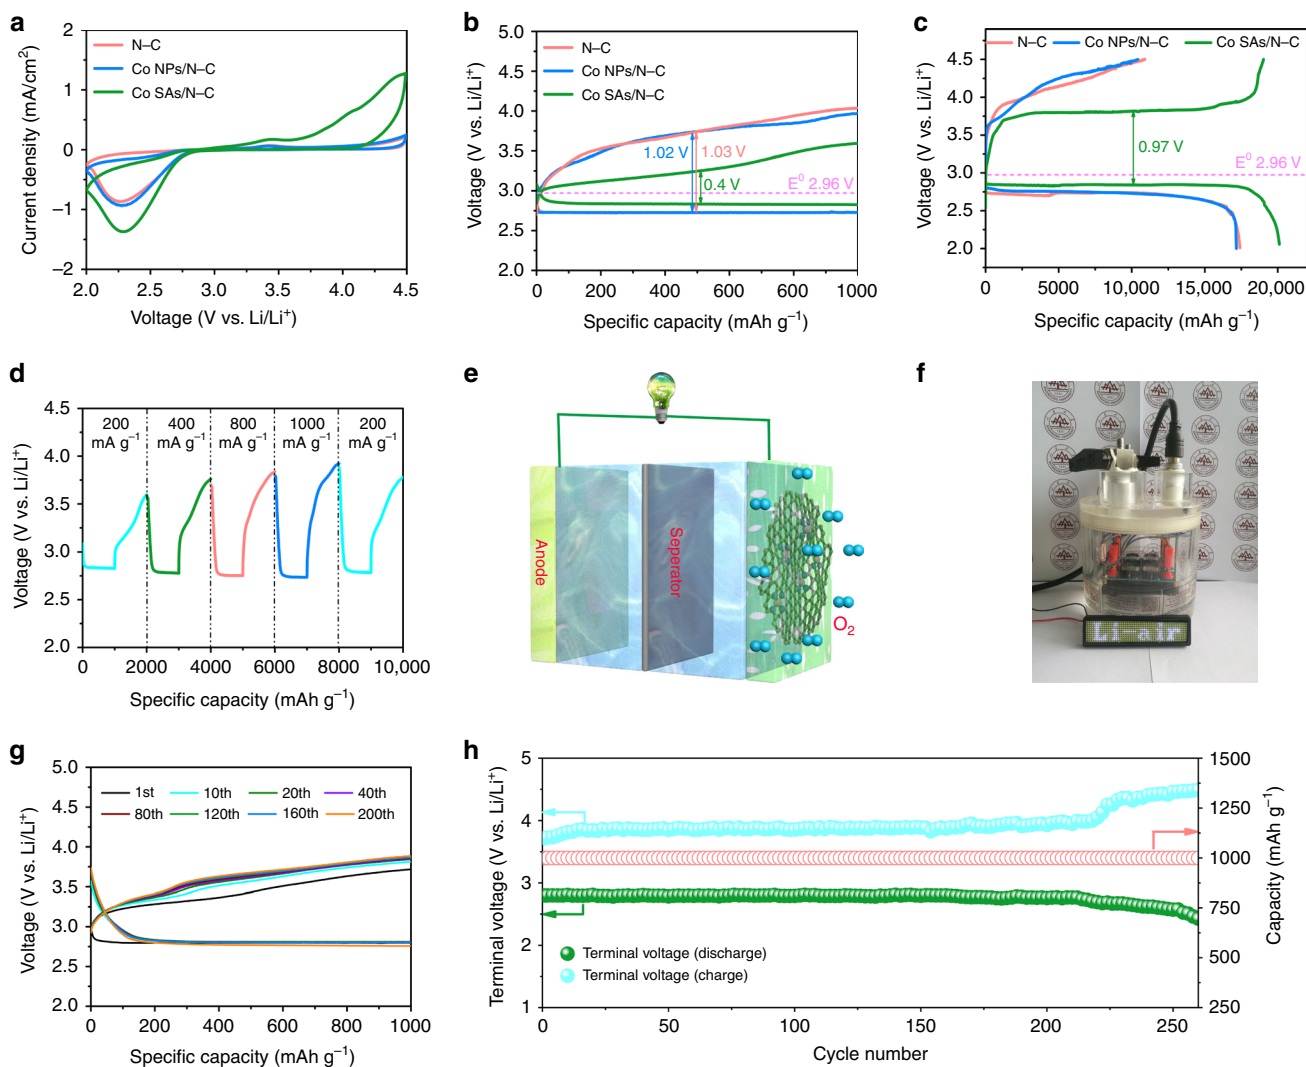 a
2
1
0
−1
−2
Current density (mA/cm²)
N–C
Co NPs/N–C
Co SAs/N–C
2.0
2.5
3.0
3.5
4.0
4.5
Voltage (V vs. Li/Li⁺)
b
5.0
4.5
4.0
3.5
3.0
2.5
2.0
Voltage (V vs. Li/Li⁺)
N–C
Co NPs/N–C
Co SAs/N–C
1.02 V
1.03 V
0.4 V
E⁰ 2.96 V
0
200
400
600
600
1000
Specific capacity (mAh g⁻¹)
c
4.5
4.0
3.5
3.0
2.5
2.0
Voltage (V vs. Li/Li⁺)
N–C
Co NPs/N–C
Co SAs/N–C
0.97 V
E⁰ 2.96 V
0
5000
10,000
15,000
20,000
Specific capacity (mAh g⁻¹)
d
4.5
4.0
3.5
3.0
2.5
2.0
Voltage (V vs. Li/Li⁺)
200
mA g⁻¹
400
mA g⁻¹
800
mA g⁻¹
1000
mA g⁻¹
200
mA g⁻¹
0
2000
4000
6000
8000
10,000
Specific capacity (mAh g⁻¹)
e
Anode
Seperator
O₂
f
Li–air
g
5.0
4.5
4.0
3.5
3.0
2.5
2.0
Voltage (V vs. Li/Li⁺)
1st
10th
20th
40th
80th
120th
160th
200th
0
200
400
600
800
1000
Specific capacity (mAh g⁻¹)
h
5
4
3
2
1
Terminal voltage (V vs. Li/Li⁺)
Terminal voltage (discharge)
Terminal voltage (charge)
0
50
100
150
200
250
Cycle number
1500
1250
1000
750
500
250
Capacity (mAh g⁻¹)